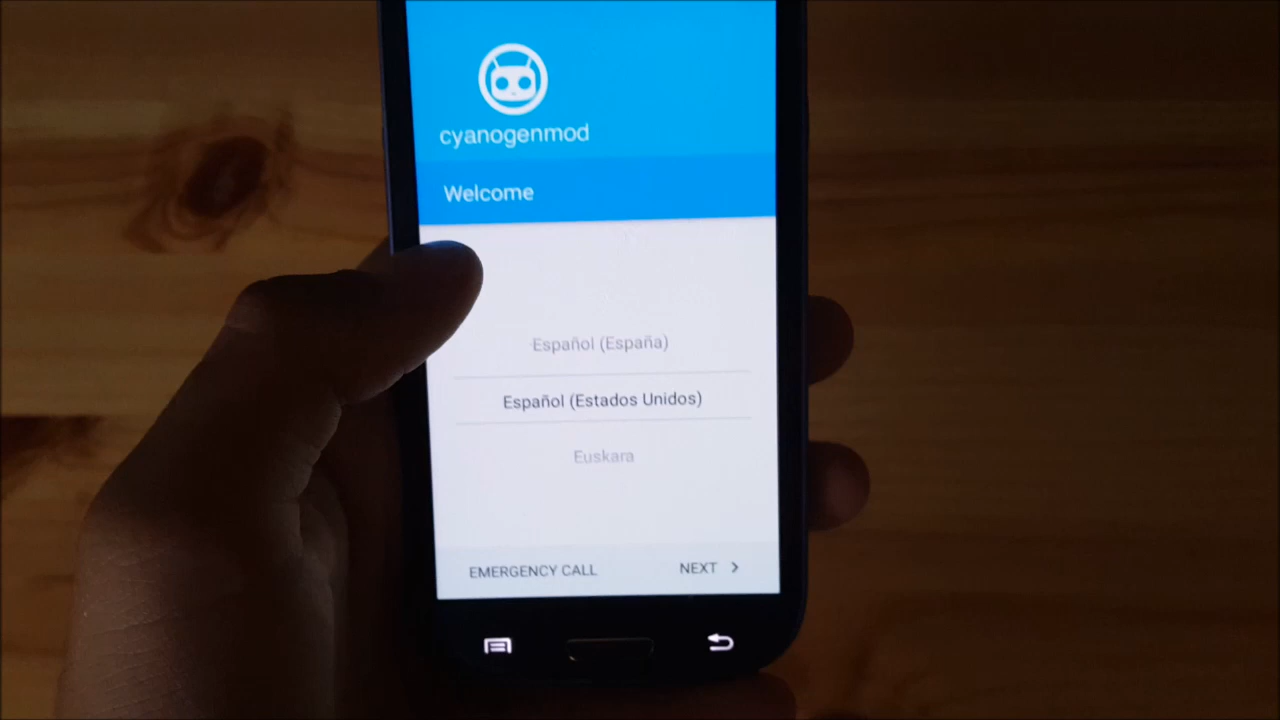 cyanogenmod
Welcome
Español (España)
Español (Estados Unidos)
Euskara
EMERGENCY CALL NEXT